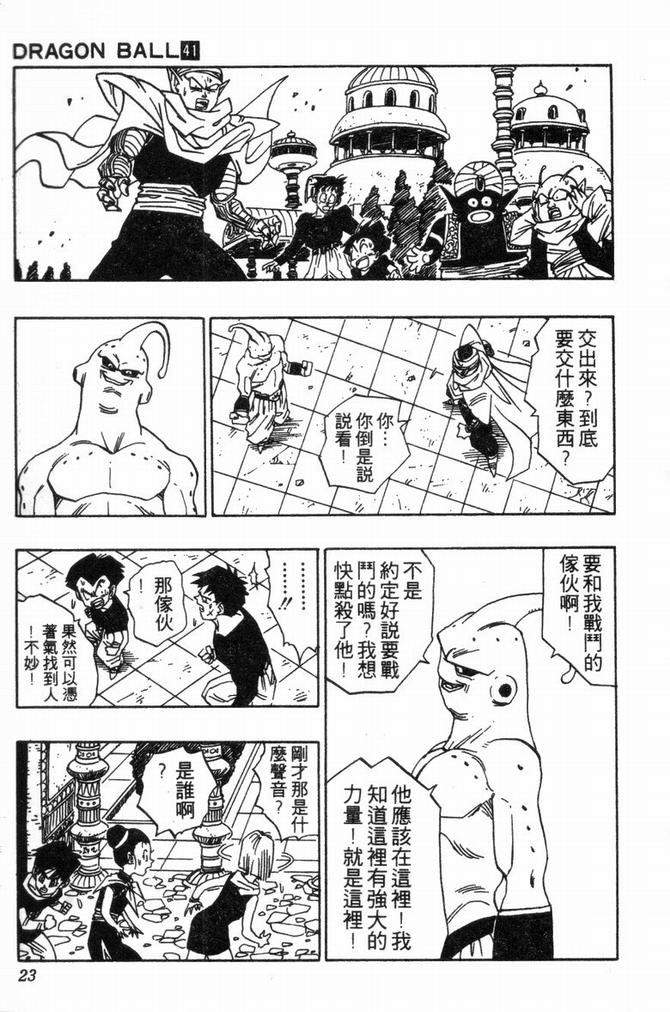 DRAGON BALL 41
交出來?到底
要交什麼東西?
你…
你倒是說
說看!
要和我戰鬥的
傢伙啊!
不是
約定好說要戰
鬥的嗎?我想
快點殺了他!
他應該在這裡!我
知道這裡有強大的
力量!就是這裡!
………!!
那傢伙
!
果然可以憑
著氣找到人
!不妙!
剛才那是什
麼聲音?
是誰啊
?
23